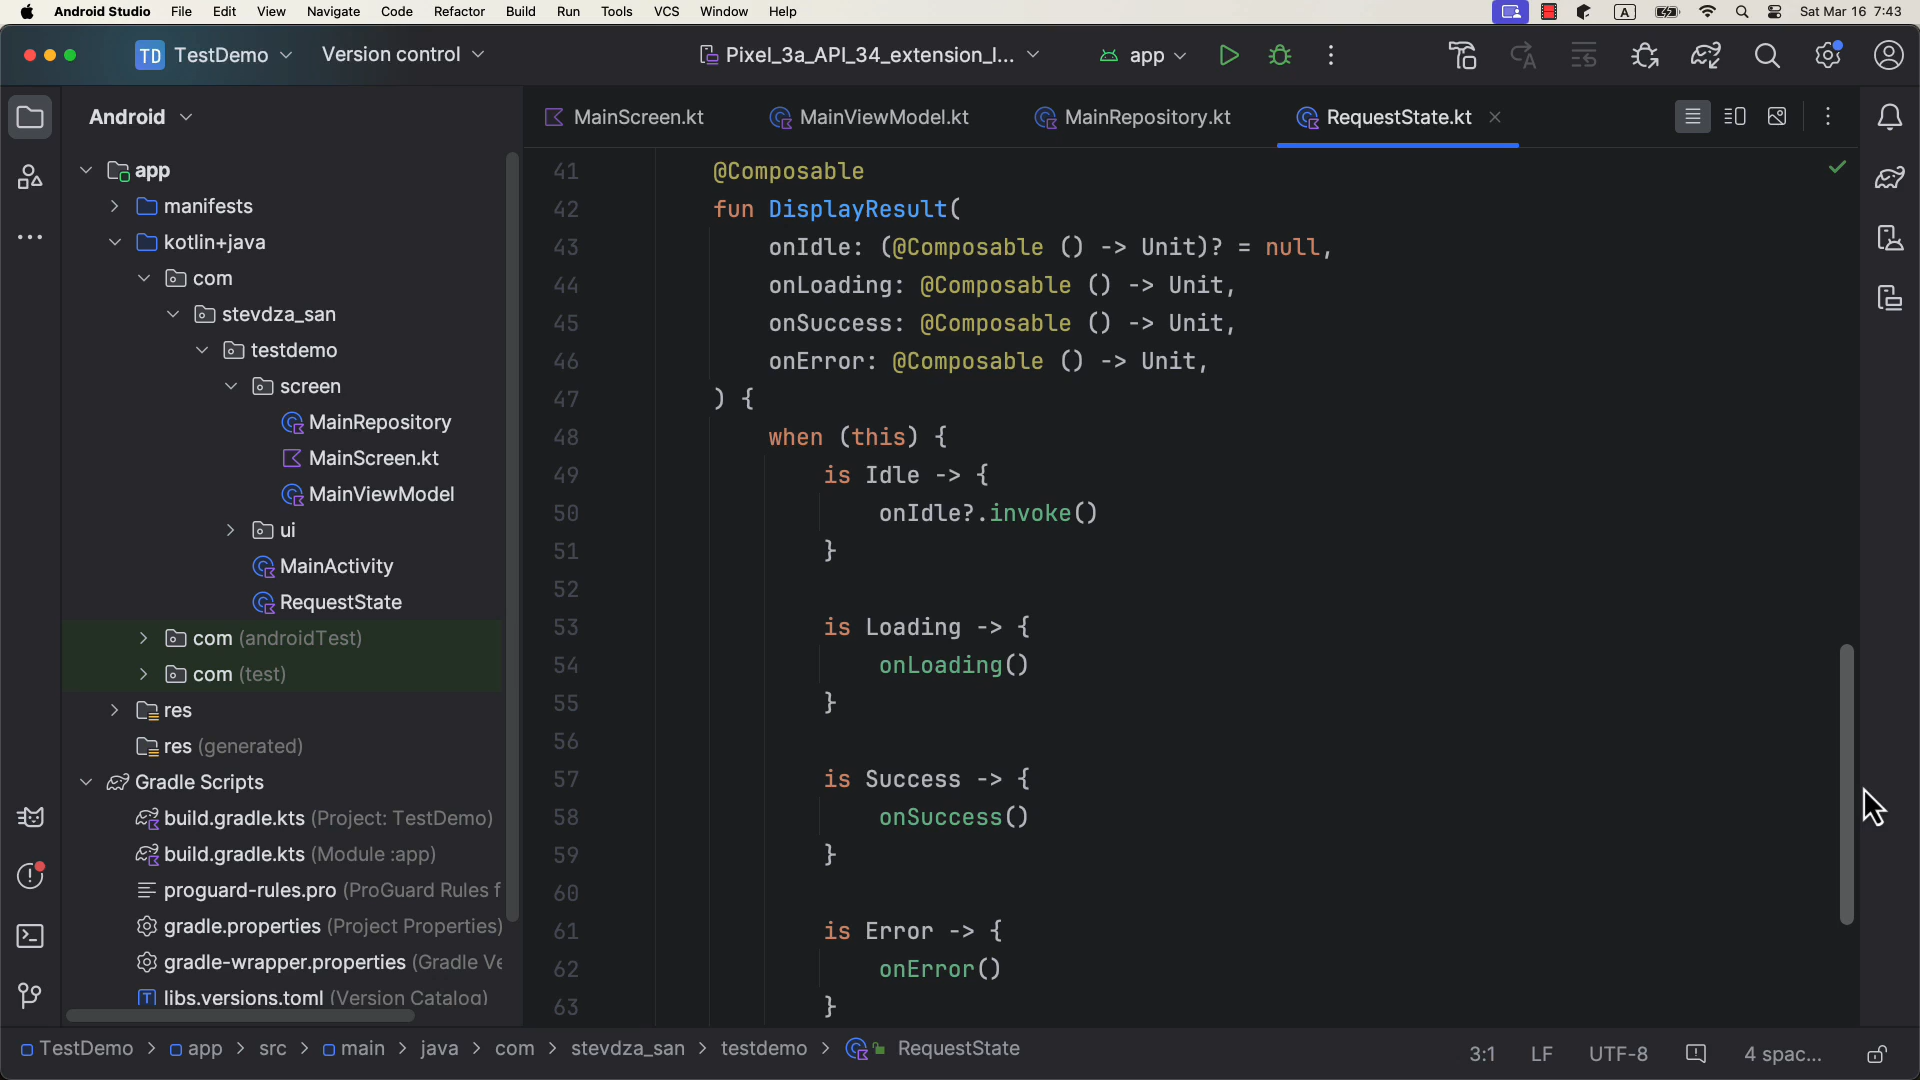 Android Studio File Edit View Navigate Code Refactor Build Run Tools VCS Window Help A Sat Mar 16 7:43
TD TestDemo Version control Pixel_3a_API_34_extension_l... app
Android
MainScreen.kt MainViewModel.kt MainRepository.kt RequestState.kt
app
manifests
kotlin+java
com
stevdza_san
testdemo
screen
MainRepository
MainScreen.kt
MainViewModel
ui
MainActivity
RequestState
com (androidTest)
com (test)
res
res (generated)
Gradle Scripts
build.gradle.kts (Project: TestDemo)
build.gradle.kts (Module :app)
proguard-rules.pro (ProGuard Rules f
gradle.properties (Project Properties)
gradle-wrapper.properties (Gradle Ve
libs.versions.toml (Version Catalog)
41 @Composable
42 fun DisplayResult(
43 onIdle: (@Composable () -> Unit)? = null,
44 onLoading: @Composable () -> Unit,
45 onSuccess: @Composable () -> Unit,
46 onError: @Composable () -> Unit,
47 ) {
48 when (this) {
49 is Idle -> {
50 onIdle?.invoke()
51 }
52
53 is Loading -> {
54 onLoading()
55 }
56
57 is Success -> {
58 onSuccess()
59 }
60
61 is Error -> {
62 onError()
63 }
TestDemo > app > src > main > java > com > stevdza_san > testdemo > RequestState 3:1 LF UTF-8 4 spac...